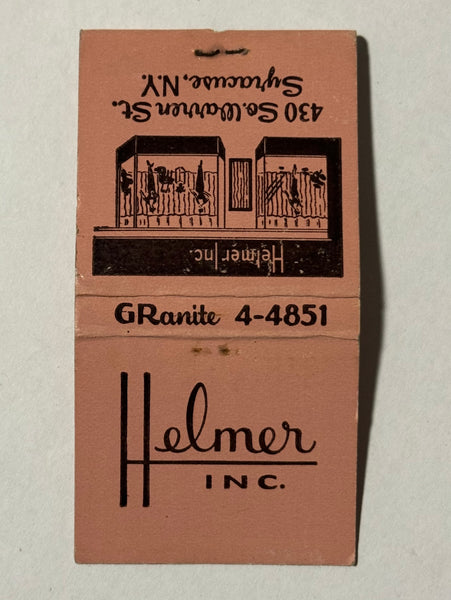 430 So. Warren St.
Syracuse, N.Y.
Helmer Inc.
GRanite 4-4851
Helmer
INC.